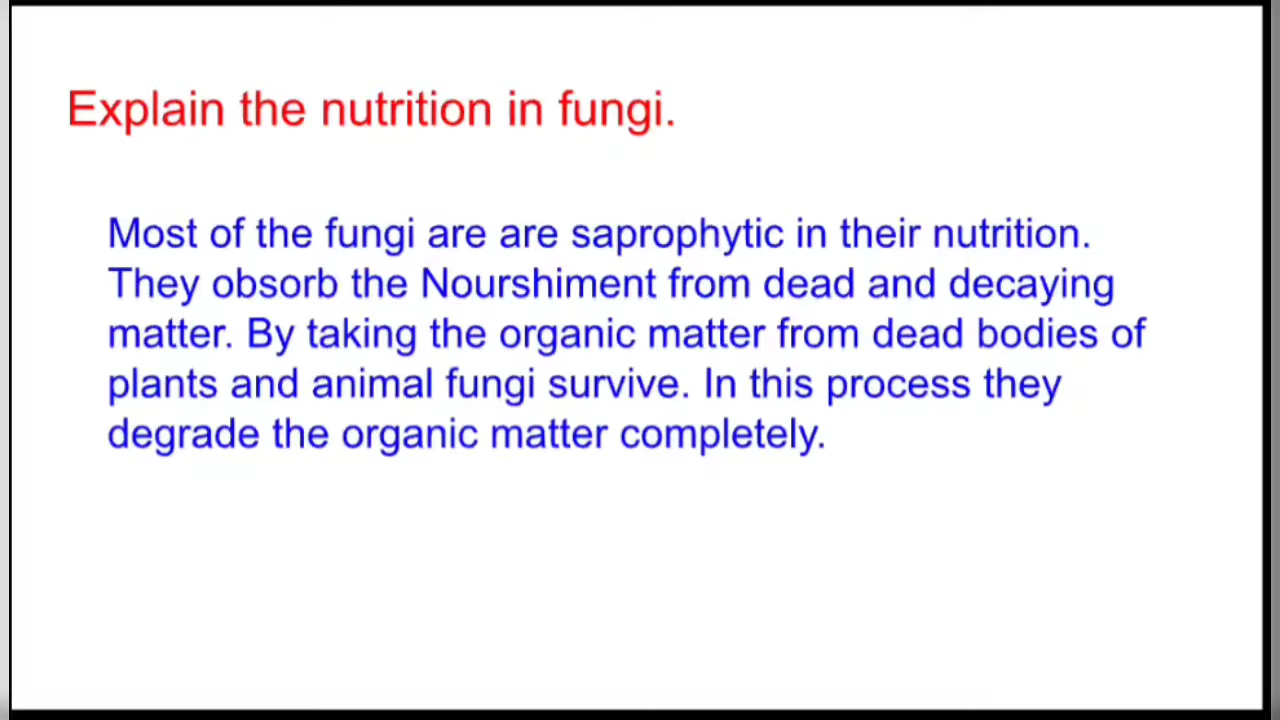 Explain the nutrition in fungi.
Most of the fungi are are saprophytic in their nutrition.
They obsorb the Nourshiment from dead and decaying
matter. By taking the organic matter from dead bodies of
plants and animal fungi survive. In this process they
degrade the organic matter completely.